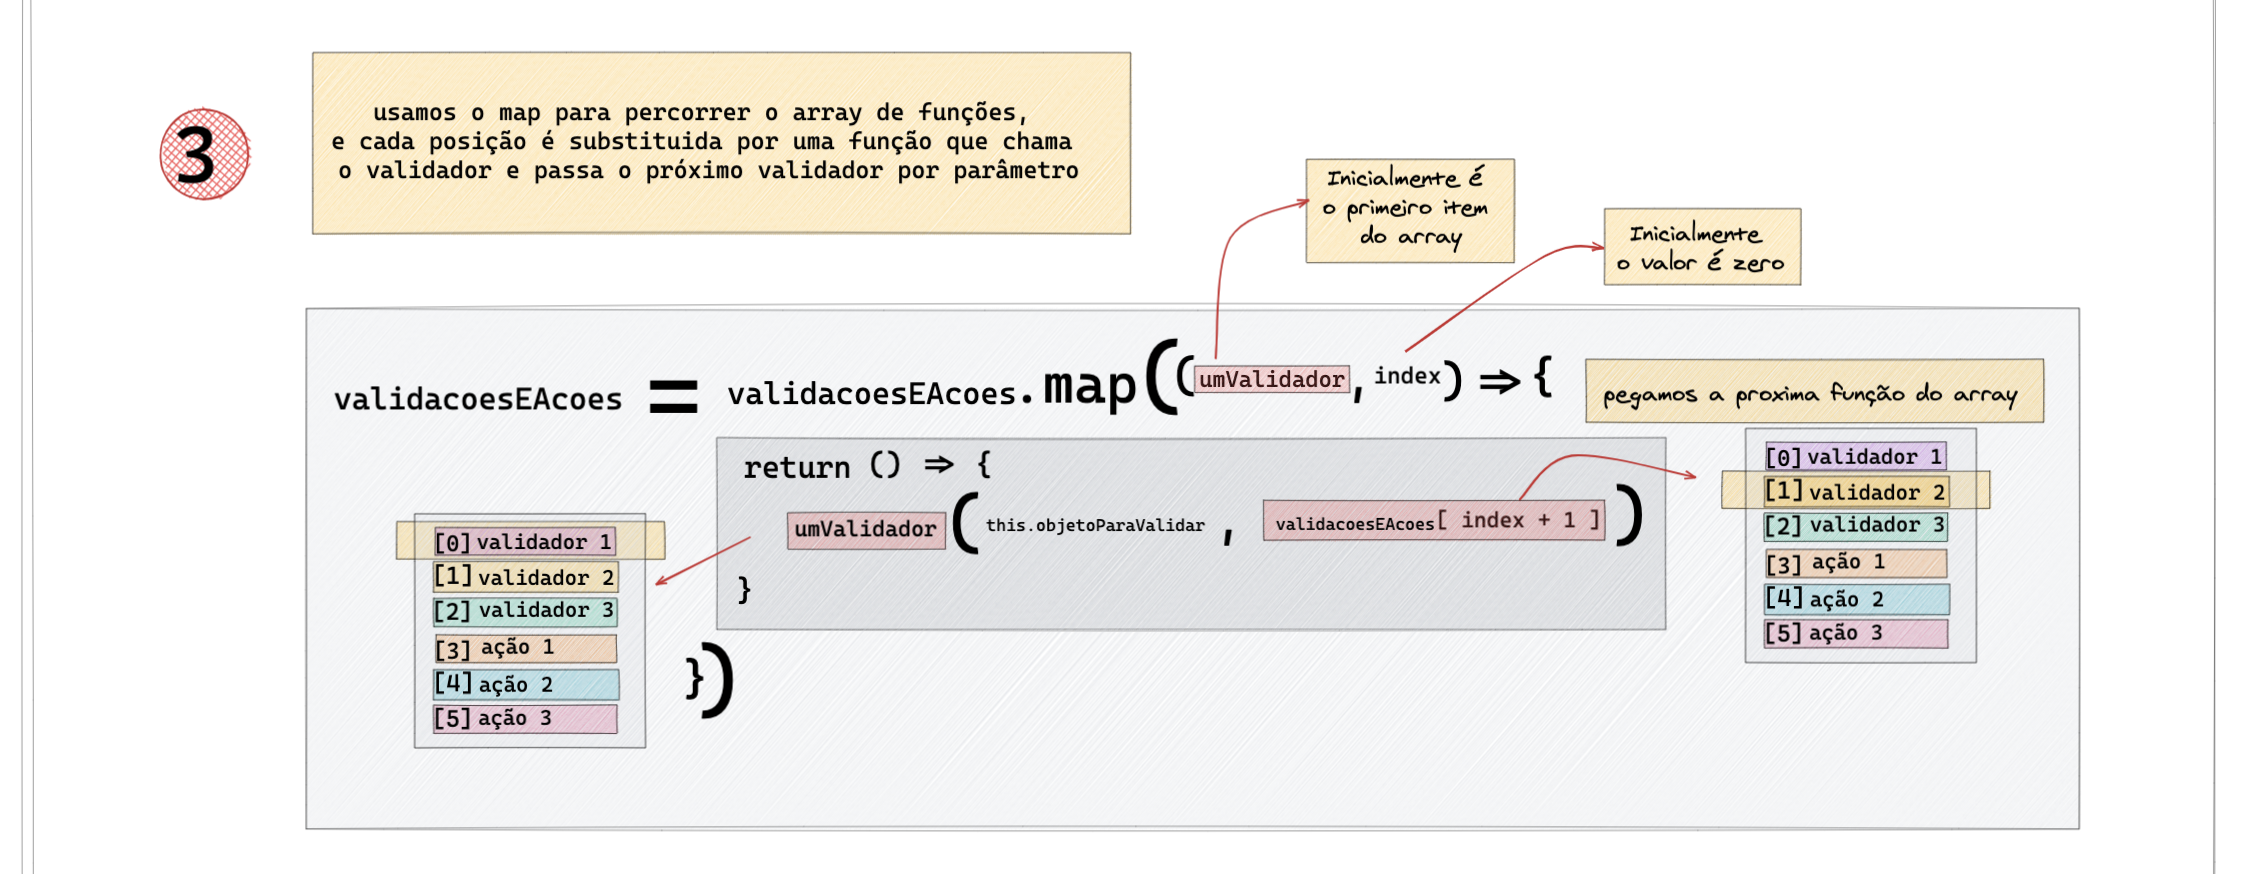 3
usamos o map para percorrer o array de funções,
e cada posição é substituida por uma função que chama
o validador e passa o próximo validador por parâmetro
Inicialmente é
o primeiro item
do array
Inicialmente
o valor é zero
validacoesEAcoes = validacoesEAcoes.map((umValidador, index) => {
pegamos a proxima função do array
return () => {
umValidador(this.objetoParaValidar, validacoesEAcoes[ index + 1 ])
}
})
[0] validador 1
[1] validador 2
[2] validador 3
[3] ação 1
[4] ação 2
[5] ação 3
[0] validador 1
[1] validador 2
[2] validador 3
[3] ação 1
[4] ação 2
[5] ação 3